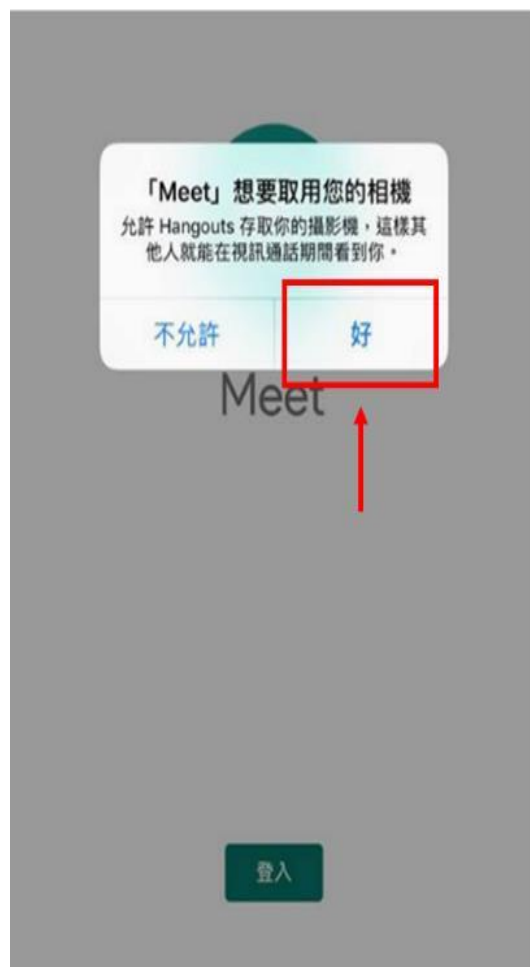 「Meet」想要取用您的相機
允許 Hangouts 存取你的攝影機，這樣其
他人就能在視訊通話期間看到你。
不允許
好
Meet
登入